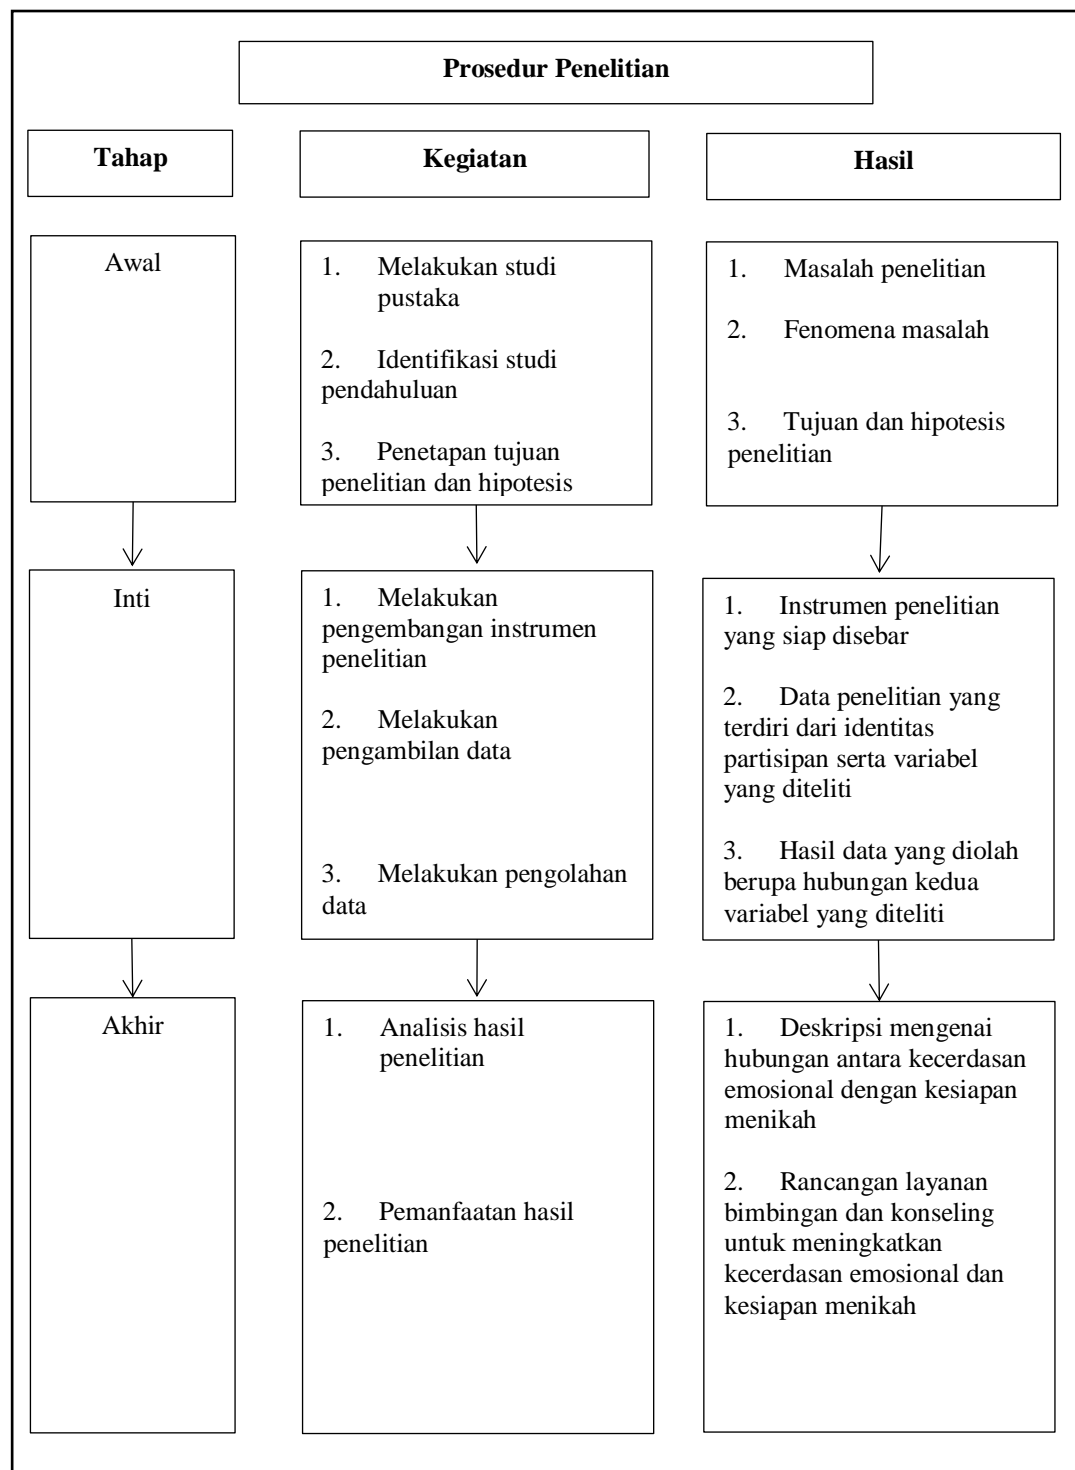 Prosedur Penelitian
Tahap
Kegiatan
Hasil
Awal
1. Melakukan studi
pustaka
2. Identifikasi studi
pendahuluan
3. Penetapan tujuan
penelitian dan hipotesis
1. Masalah penelitian
2. Fenomena masalah
3. Tujuan dan hipotesis
penelitian
Inti
1. Melakukan
pengembangan instrumen
penelitian
2. Melakukan
pengambilan data
3. Melakukan pengolahan
data
1. Instrumen penelitian
yang siap disebar
2. Data penelitian yang
terdiri dari identitas
partisipan serta variabel
yang diteliti
3. Hasil data yang diolah
berupa hubungan kedua
variabel yang diteliti
Akhir
1. Analisis hasil
penelitian
2. Pemanfaatan hasil
penelitian
1. Deskripsi mengenai
hubungan antara kecerdasan
emosional dengan kesiapan
menikah
2. Rancangan layanan
bimbingan dan konseling
untuk meningkatkan
kecerdasan emosional dan
kesiapan menikah